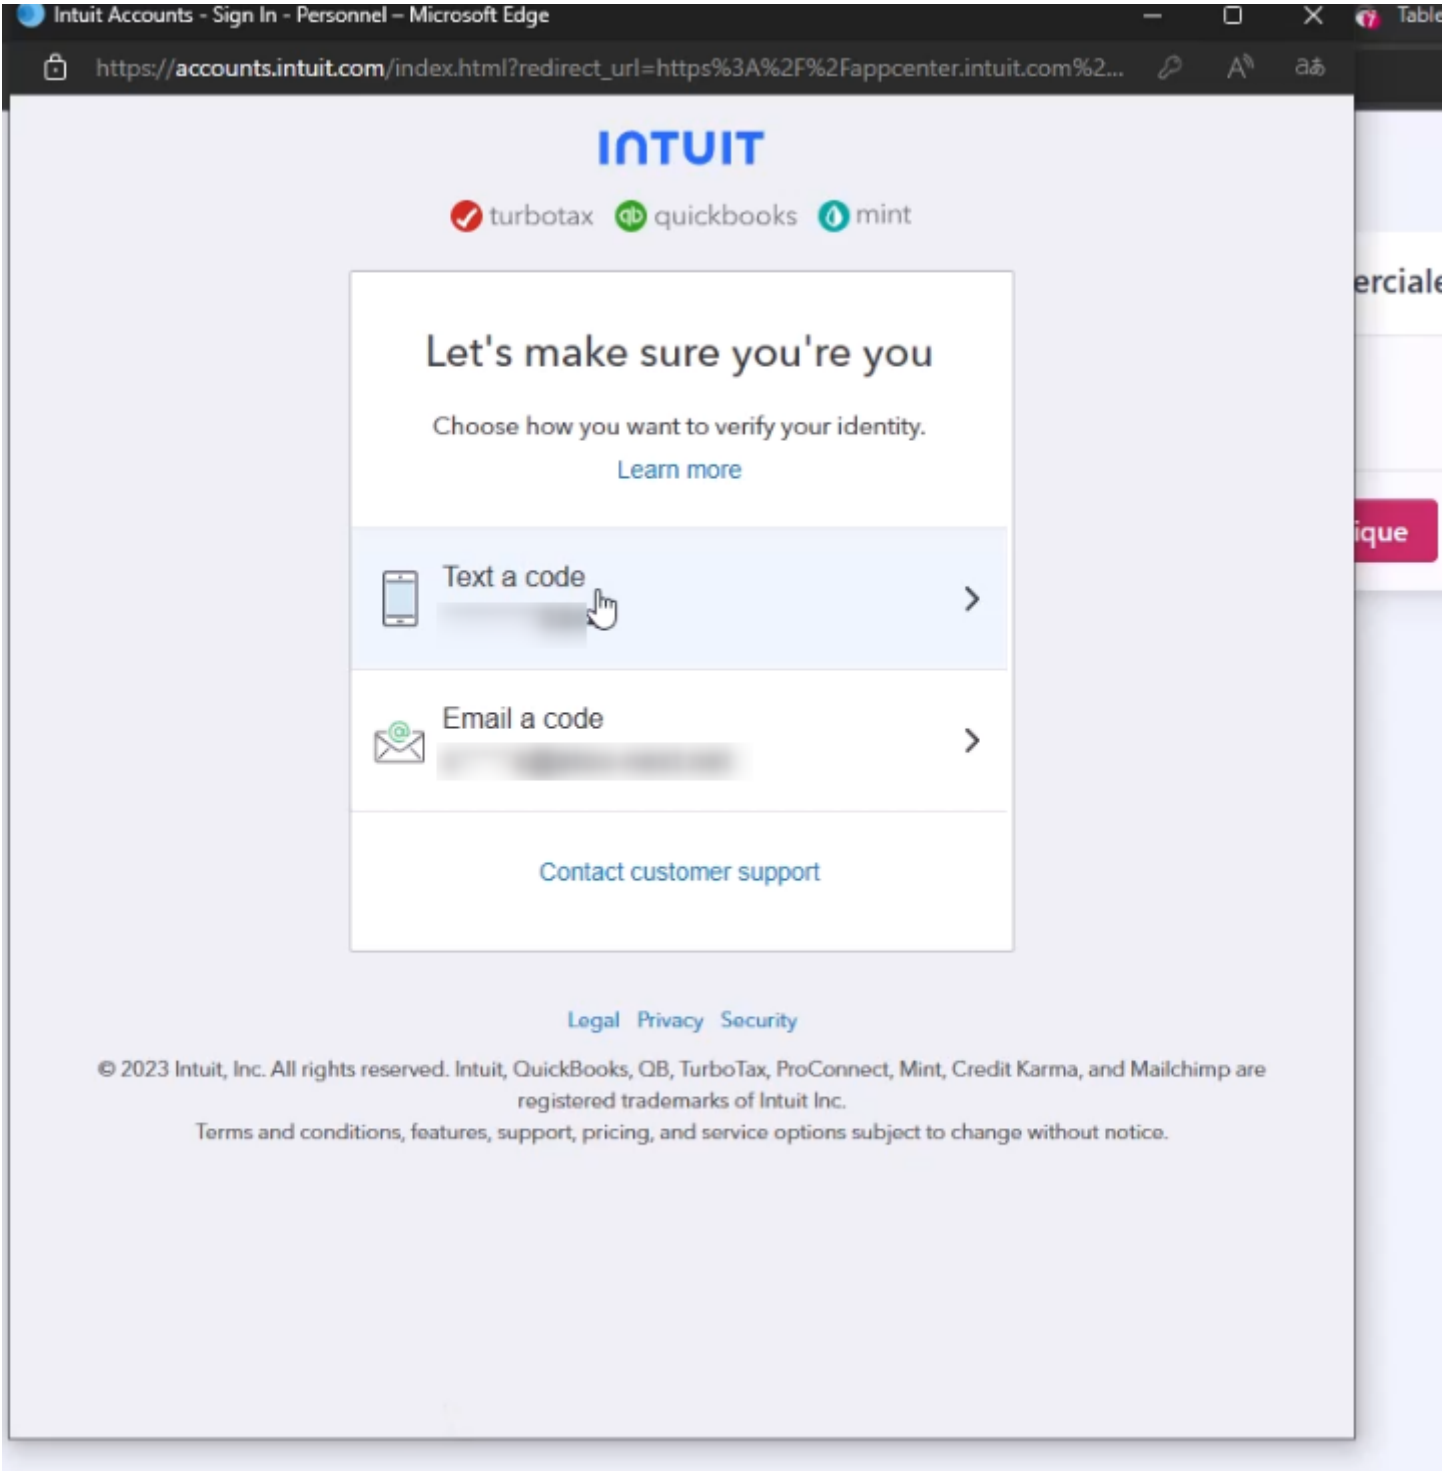 Intuit Accounts - Sign In - Personnel – Microsoft Edge
Table
https://accounts.intuit.com/index.html?redirect_url=https%3A%2F%2Fappcenter.intuit.com%2...
INTUIT
turbotax quickbooks mint
erciale
Let's make sure you're you
Choose how you want to verify your identity.
Learn more
ique
Text a code
Email a code
Contact customer support
Legal Privacy Security
© 2023 Intuit, Inc. All rights reserved. Intuit, QuickBooks, QB, TurboTax, ProConnect, Mint, Credit Karma, and Mailchimp are
registered trademarks of Intuit Inc.
Terms and conditions, features, support, pricing, and service options subject to change without notice.